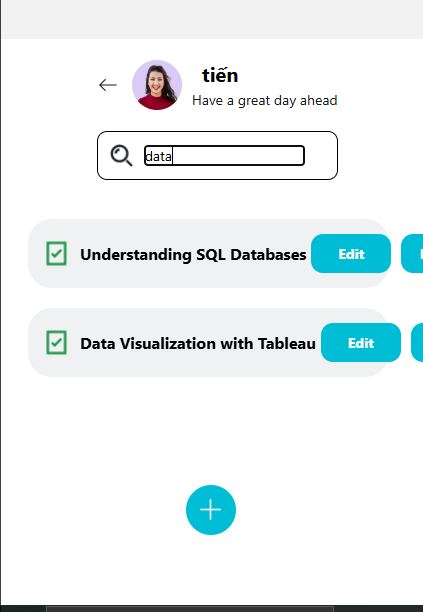 tiến
Have a great day ahead
data
Understanding SQL Databases Edit
Data Visualization with Tableau Edit